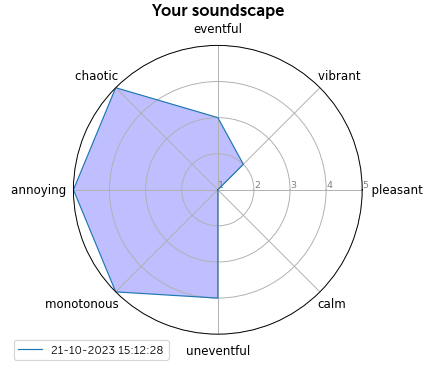 Your soundscape
eventful
chaotic
vibrant
annoying
1
2
3
4
5
pleasant
monotonous
calm
uneventful
21-10-2023 15:12:28